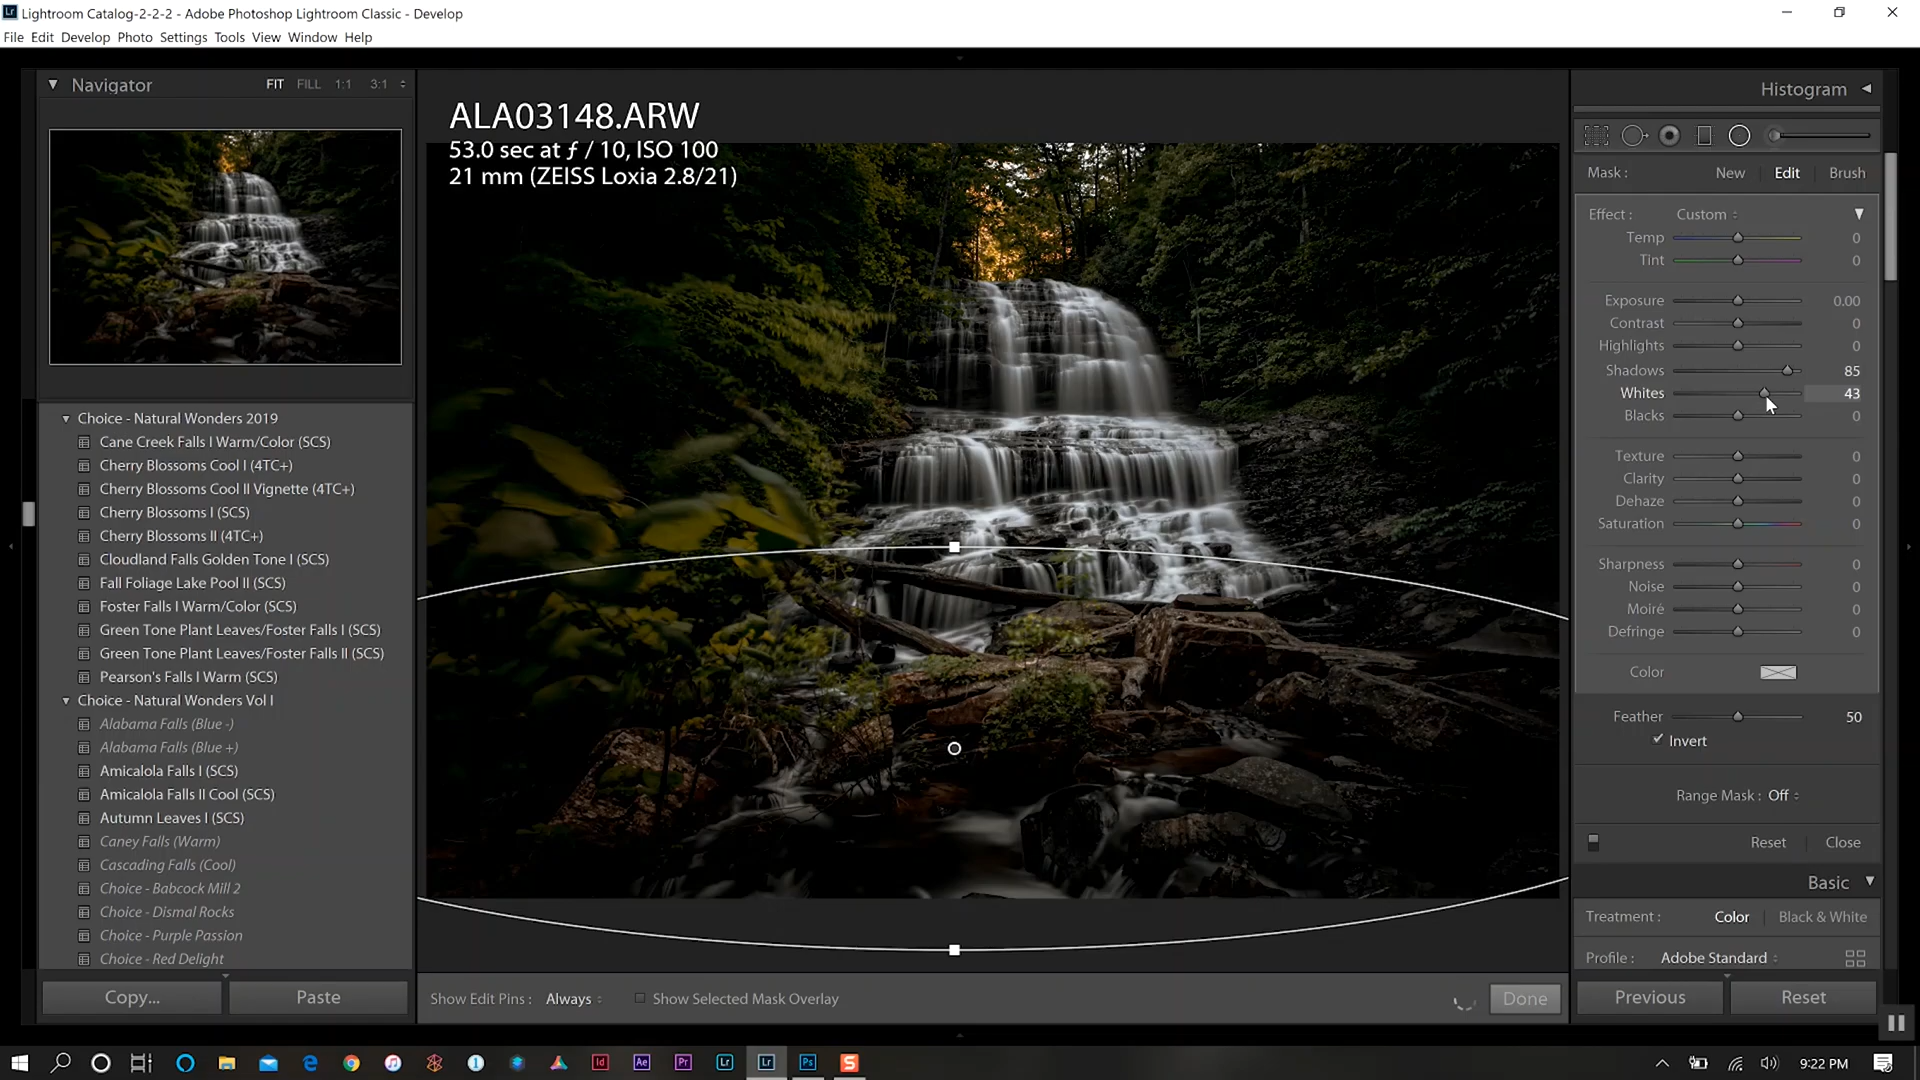 Lightroom Catalog-2-2-2 - Adobe Photoshop Lightroom Classic - Develop
File Edit Develop Photo Settings Tools View Window Help
Navigator FIT FILL 1:1 3:1
Choice - Natural Wonders 2019
Cane Creek Falls I Warm/Color (SCS)
Cherry Blossoms Cool I (4TC+)
Cherry Blossoms Cool II Vignette (4TC+)
Cherry Blossoms I (SCS)
Cherry Blossoms II (4TC+)
Cloudland Falls Golden Tone I (SCS)
Fall Foliage Lake Pool II (SCS)
Foster Falls I Warm/Color (SCS)
Green Tone Plant Leaves/Foster Falls I (SCS)
Green Tone Plant Leaves/Foster Falls II (SCS)
Pearson's Falls I Warm (SCS)
Choice - Natural Wonders Vol I
Alabama Falls (Blue -)
Alabama Falls (Blue +)
Amicalola Falls I (SCS)
Amicalola Falls II Cool (SCS)
Autumn Leaves I (SCS)
Caney Falls (Warm)
Cascading Falls (Cool)
Choice - Babcock Mill 2
Choice - Dismal Rocks
Choice - Purple Passion
Choice - Red Delight
Copy... Paste
ALA03148.ARW
53.0 sec at ƒ / 10, ISO 100
21 mm (ZEISS Loxia 2.8/21)
Show Edit Pins : Always Show Selected Mask Overlay Done
Histogram
Mask : New Edit Brush
Effect : Custom
Temp 0
Tint 0
Exposure 0.00
Contrast 0
Highlights 0
Shadows 85
Whites 43
Blacks 0
Texture 0
Clarity 0
Dehaze 0
Saturation 0
Sharpness 0
Noise 0
Moiré 0
Defringe 0
Color
Feather 50
Invert
Range Mask : Off
Reset Close
Basic
Treatment : Color Black & White
Profile : Adobe Standard
Previous Reset
Id Ae Pr Lr Lr Ps S
9:22 PM